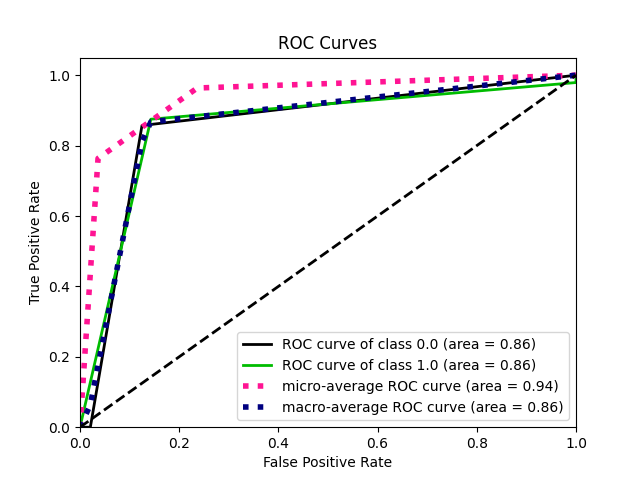 ROC Curves
1.0
0.8
0.6
0.4
0.2
0.0
True Positive Rate
ROC curve of class 0.0 (area = 0.86)
ROC curve of class 1.0 (area = 0.86)
micro-average ROC curve (area = 0.94)
macro-average ROC curve (area = 0.86)
0.0 0.2 0.4 0.6 0.8 1.0
False Positive Rate